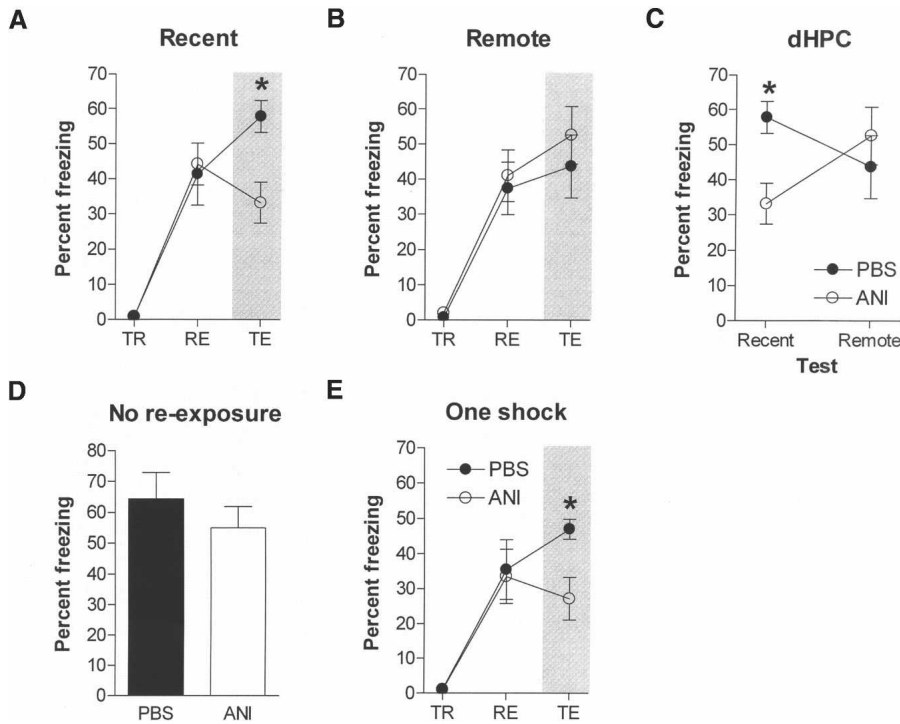 A
Recent
Percent freezing
70
60
50
40
30
20
10
0
*
TR RE TE
B
Remote
Percent freezing
70
60
50
40
30
20
10
0
TR RE TE
C
dHPC
Percent freezing
70
60
50
40
30
20
10
0
*
PBS
ANI
Recent Remote
Test
D
No re-exposure
Percent freezing
80
70
60
50
40
30
20
10
0
PBS ANI
E
One shock
Percent freezing
70
60
50
40
30
20
10
0
PBS
ANI
*
TR RE TE